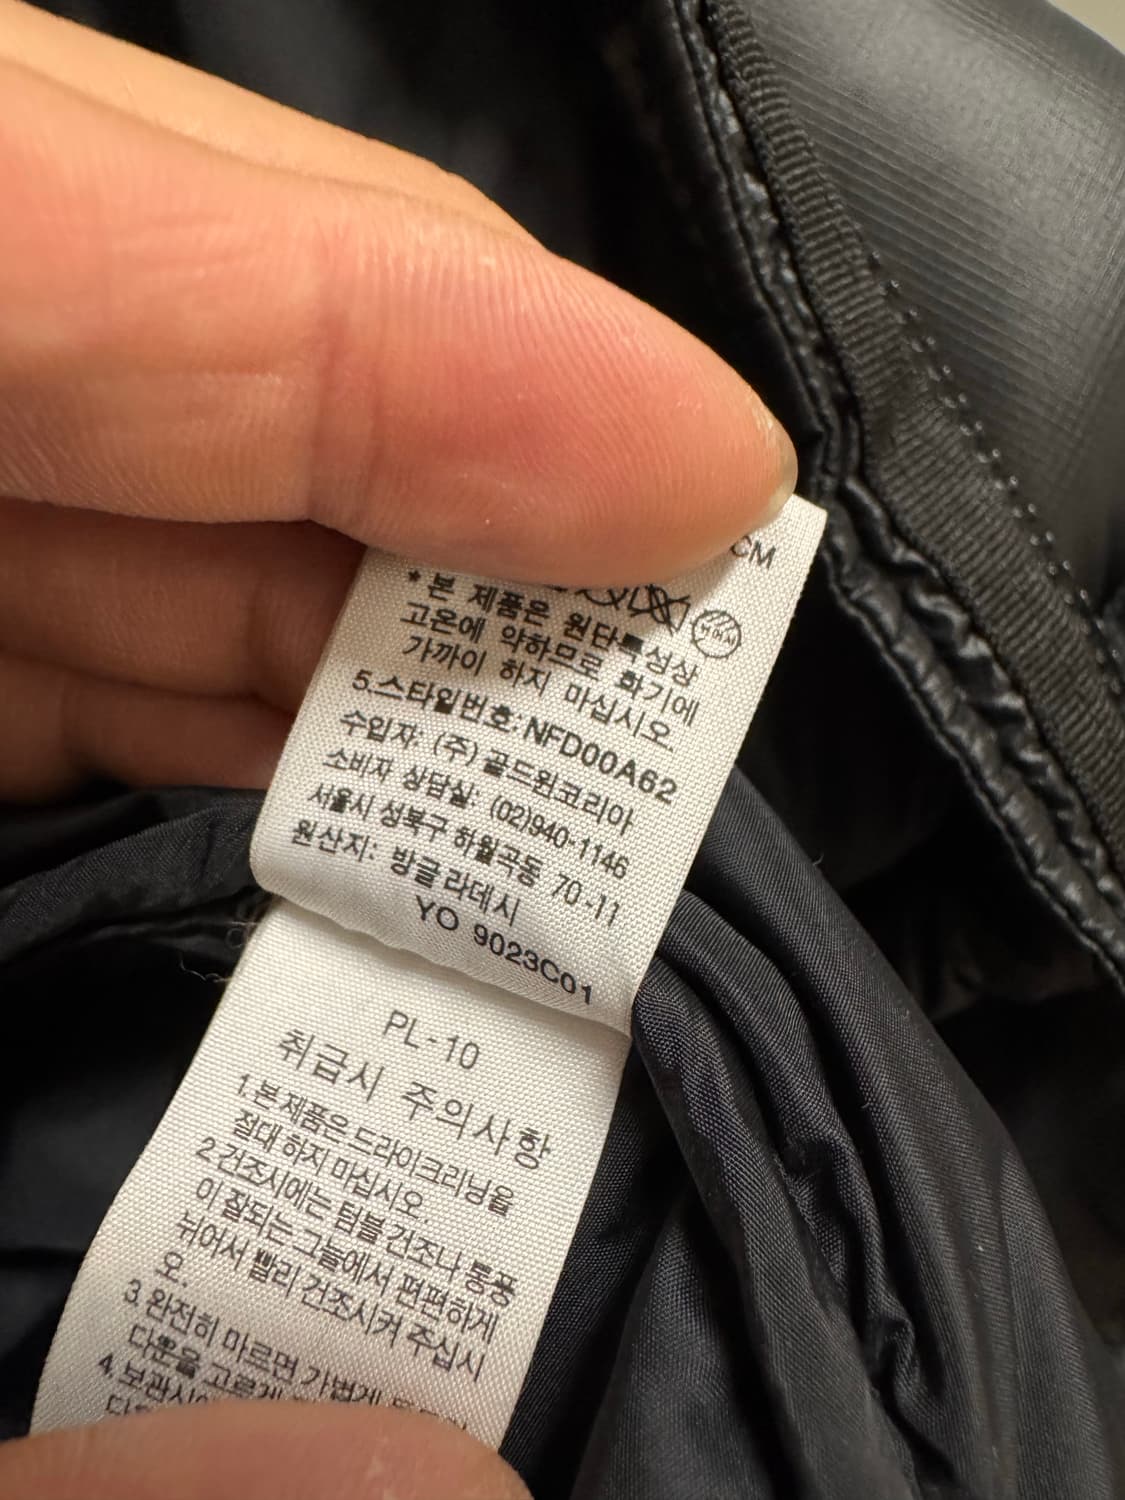 CM
* 본 제품은 원단특성상
고온에 약하므로 화기에
가까이 하지 마십시오.
5.스타일번호: NFD00A62
수입자: (주) 골드윈코리아
소비자 상담실: (02)940-1146
서울시 성북구 하월곡동 70-11
원산지: 방글라데시
YO 9023C01
PL-10
취급시 주의사항
1.본 제품은 드라이크리닝을
절대 하지 마십시오.
2.건조시에는 텀블 건조나 통풍
이 잘되는 그늘에서 편편하게
뉘어서 빨리 건조시켜 주십시
오.
3.완전히 마르면 가볍게
다운을 고르게
4.보관시